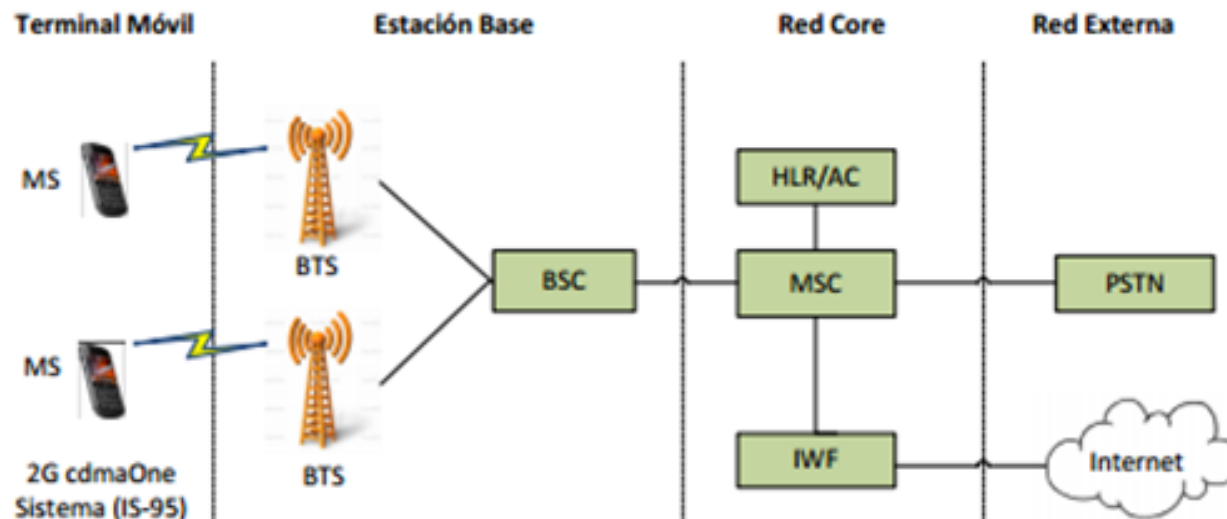 Terminal Móvil
Estación Base
Red Core
Red Externa
MS
HLR/AC
BTS
BSC
MSC
PSTN
MS
BTS
IWF
Internet
2G cdmaOne
Sistema (IS-95)